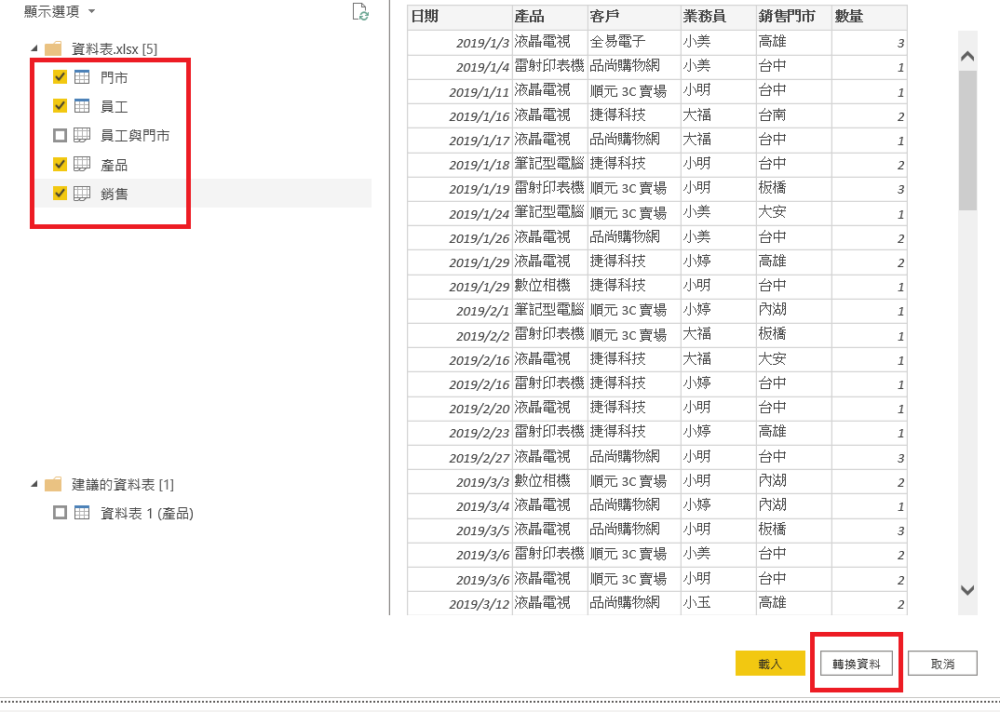 顯示選項
資料表.xlsx [5]
門市
員工
員工與門市
產品
銷售
建議的資料表 [1]
資料表 1 (產品)
日期 產品 客戶 業務員 銷售門市 數量
2019/1/3 液晶電視 全易電子 小美 高雄 3
2019/1/4 雷射印表機 品尚購物網 小美 台中 1
2019/1/11 液晶電視 順元 3C 賣場 小明 台中 1
2019/1/16 液晶電視 捷得科技 大福 台南 2
2019/1/17 液晶電視 品尚購物網 大福 台中 1
2019/1/18 筆記型電腦 捷得科技 小明 台中 2
2019/1/19 雷射印表機 順元 3C 賣場 小明 板橋 3
2019/1/24 筆記型電腦 順元 3C 賣場 小美 大安 1
2019/1/26 液晶電視 品尚購物網 小美 台中 2
2019/1/29 液晶電視 捷得科技 小婷 高雄 2
2019/1/29 數位相機 捷得科技 小明 台中 1
2019/2/1 筆記型電腦 順元 3C 賣場 小婷 內湖 1
2019/2/2 雷射印表機 順元 3C 賣場 大福 板橋 1
2019/2/16 液晶電視 捷得科技 大福 大安 1
2019/2/16 雷射印表機 捷得科技 小婷 台中 1
2019/2/20 液晶電視 捷得科技 小明 台中 1
2019/2/23 雷射印表機 捷得科技 小婷 高雄 1
2019/2/27 液晶電視 品尚購物網 小明 台中 3
2019/3/3 數位相機 順元 3C 賣場 小明 內湖 2
2019/3/4 液晶電視 品尚購物網 小婷 內湖 1
2019/3/5 液晶電視 品尚購物網 小明 板橋 3
2019/3/6 雷射印表機 順元 3C 賣場 小美 台中 2
2019/3/6 液晶電視 順元 3C 賣場 小明 台中 2
2019/3/12 液晶電視 品尚購物網 小玉 高雄 2
載入 轉換資料 取消